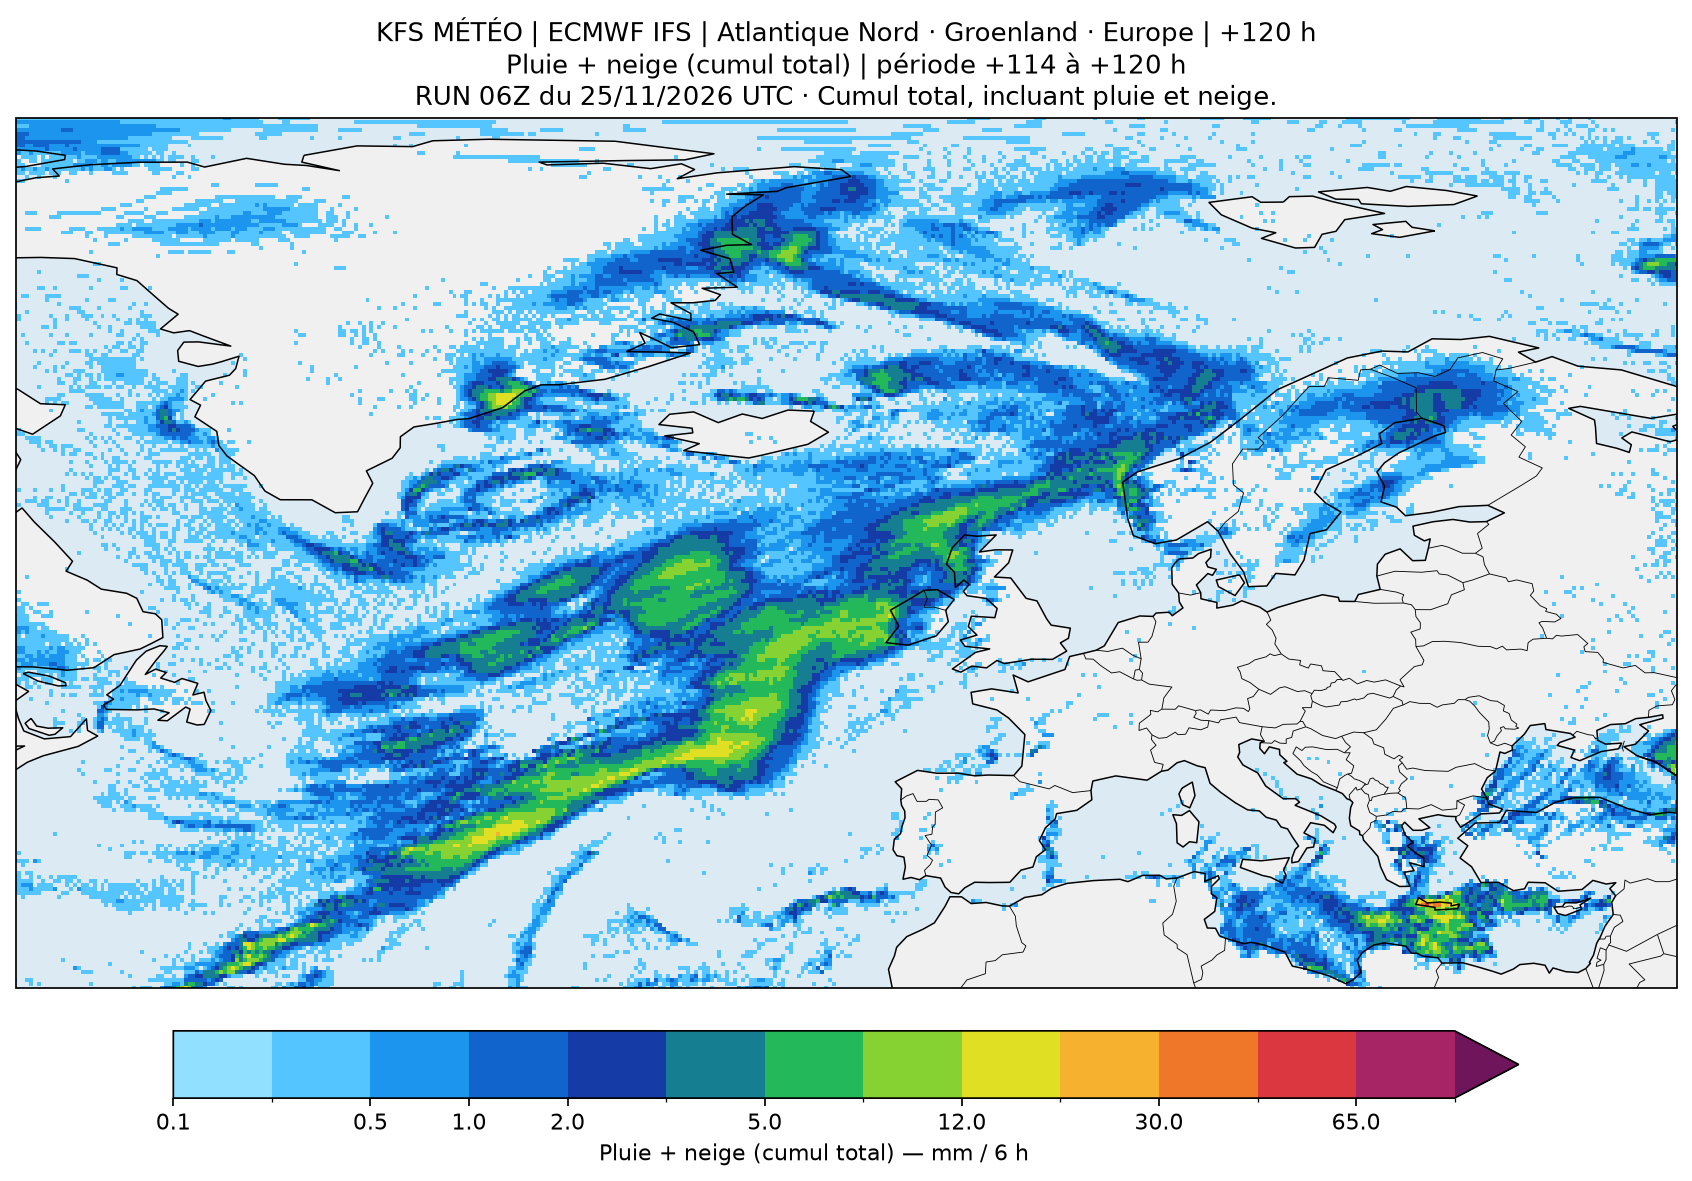 KFS MÉTÉO | ECMWF IFS | Atlantique Nord · Groenland · Europe | +120 h
Pluie + neige (cumul total) | période +114 à +120 h
RUN 06Z du 25/11/2026 UTC · Cumul total, incluant pluie et neige.
0.1 0.5 1.0 2.0 5.0 12.0 30.0 65.0
Pluie + neige (cumul total) — mm / 6 h